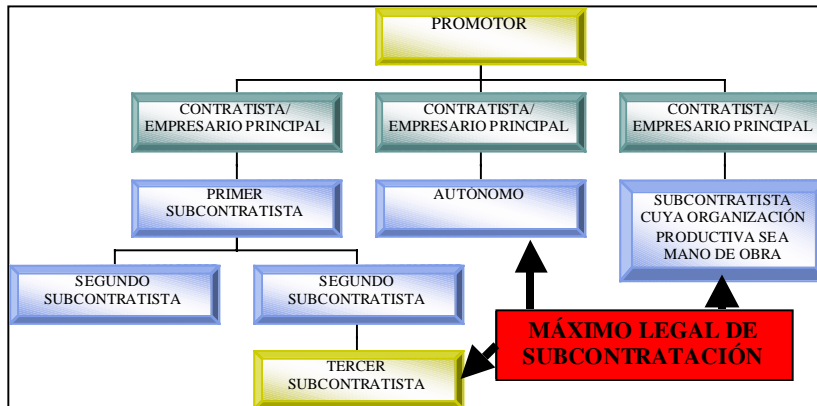 PROMOTOR
CONTRATISTA/
EMPRESARIO PRINCIPAL
CONTRATISTA/
EMPRESARIO PRINCIPAL
CONTRATISTA/
EMPRESARIO PRINCIPAL
PRIMER
SUBCONTRATISTA
AUTÓNOMO
SUBCONTRATISTA
CUYA ORGANIZACIÓN
PRODUCTIVA SEA
MANO DE OBRA
SEGUNDO
SUBCONTRATISTA
SEGUNDO
SUBCONTRATISTA
MÁXIMO LEGAL DE
SUBCONTRATACIÓN
TERCER
SUBCONTRATISTA